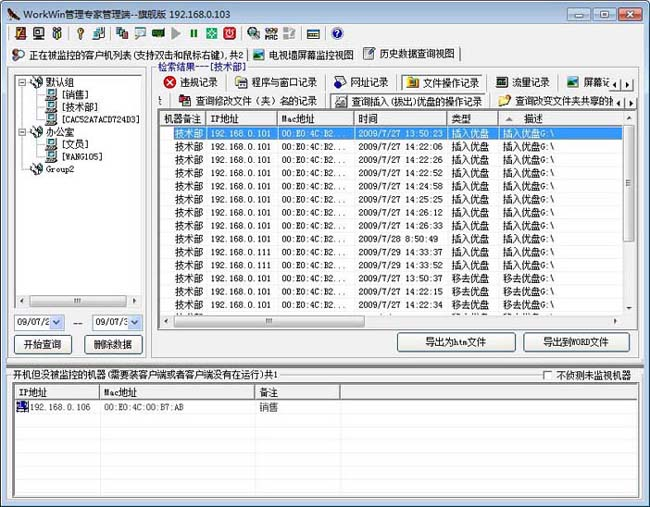 WorkWin管理专家管理端--旗舰版 192.168.0.103
正在被监控的客户机列表(支持双击和鼠标右键),共2 电视墙屏幕监控视图 历史数据查询视图
检索结果---[技术部]
违规记录 程序与窗口记录 网址记录 文件操作记录 流量记录 屏幕记
查询修改文件（夹）名的记录 查询插入(拔出)优盘的操作记录 查询改变文件夹共享的
默认组
[销售]
[技术部]
[CAC52A7ACD724D3]
办公室
[文员]
[WANG105]
Group2
机器备注 IP地址 Mac地址 时间 类型 描述
技术部 192.168.0.101 00:E0:4C:B2... 2009/7/27 13:50:23 插入优盘 插入优盘G:\
技术部 192.168.0.101 00:E0:4C:B2... 2009/7/27 14:22:06 插入优盘 插入优盘G:\
技术部 192.168.0.101 00:E0:4C:B2... 2009/7/27 14:22:26 插入优盘 插入优盘G:\
技术部 192.168.0.101 00:E0:4C:B2... 2009/7/27 14:22:52 插入优盘 插入优盘G:\
技术部 192.168.0.101 00:E0:4C:B2... 2009/7/27 14:24:58 插入优盘 插入优盘G:\
技术部 192.168.0.101 00:E0:4C:B2... 2009/7/27 14:25:25 插入优盘 插入优盘G:\
技术部 192.168.0.101 00:E0:4C:B2... 2009/7/27 14:26:12 插入优盘 插入优盘G:\
技术部 192.168.0.101 00:E0:4C:B2... 2009/7/27 14:26:33 插入优盘 插入优盘G:\
技术部 192.168.0.101 00:E0:4C:B2... 2009/7/28 8:50:49 插入优盘 插入优盘G:\
技术部 192.168.0.111 00:E0:4C:B2... 2009/7/29 14:33:37 插入优盘 插入优盘G:\
技术部 192.168.0.111 00:E0:4C:B2... 2009/7/29 14:33:52 插入优盘 插入优盘G:\
技术部 192.168.0.101 00:E0:4C:B2... 2009/7/27 13:50:37 移去优盘 移去优盘G:\
技术部 192.168.0.101 00:E0:4C:B2... 2009/7/27 14:22:15 移去优盘 移去优盘G:\
技术部 192.168.0.101 00:E0:4C:B2... 2009/7/27 14:22:34 移去优盘 移去优盘G:\
09/07/2 -- 09/07/3
开始查询 删除数据 导出为htm文件 导出到WORD文件
开机但没被监控的机器(需要装客户端或者客户端没有在运行)共1 不侦测未监视机器
IP地址 Mac地址 备注
192.168.0.106 00:E0:4C:00:B7:AB 销售